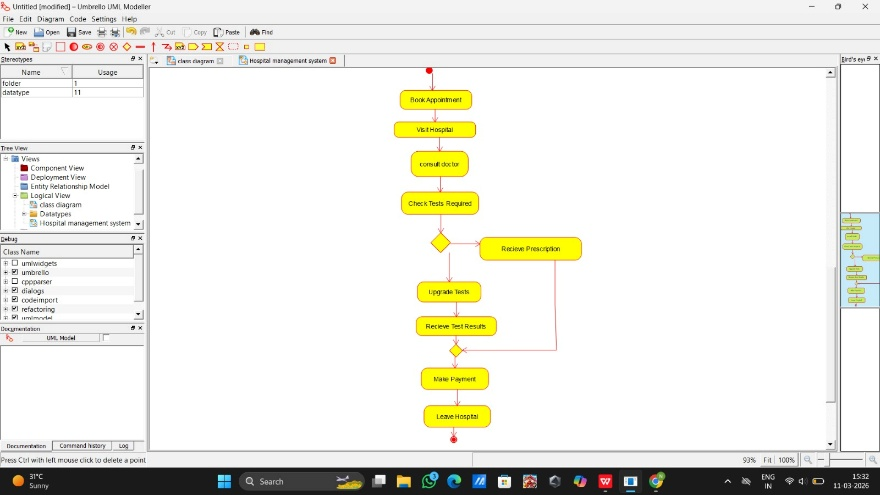 Untitled [modified] – Umbrello UML Modeller
File Edit Diagram Code Settings Help
New Open Save Undo Cut Copy Paste Find
Stereotypes
Name Usage
folder 1
datatype 11
Tree View
Views
Component View
Deployment View
Entity Relationship Model
Logical View
class diagram
Datatypes
Hospital management system
Debug
Class Name
umlwidgets
umbrello
cppparser
dialogs
codeimport
refactoring
umlmodel
Documentation
UML Model
Documentation Command history Log
class diagram Hospital management system
Book Appointment
Visit Hospital
consult doctor
Check Tests Required
Recieve Prescription
Upgrade Tests
Recieve Test Results
Make Payment
Leave Hospital
Bird's eye
Press Ctrl with left mouse click to delete a point
93% Fit 100%
31°C
Sunny
Search
ENG
IN
15:32
11-03-2026